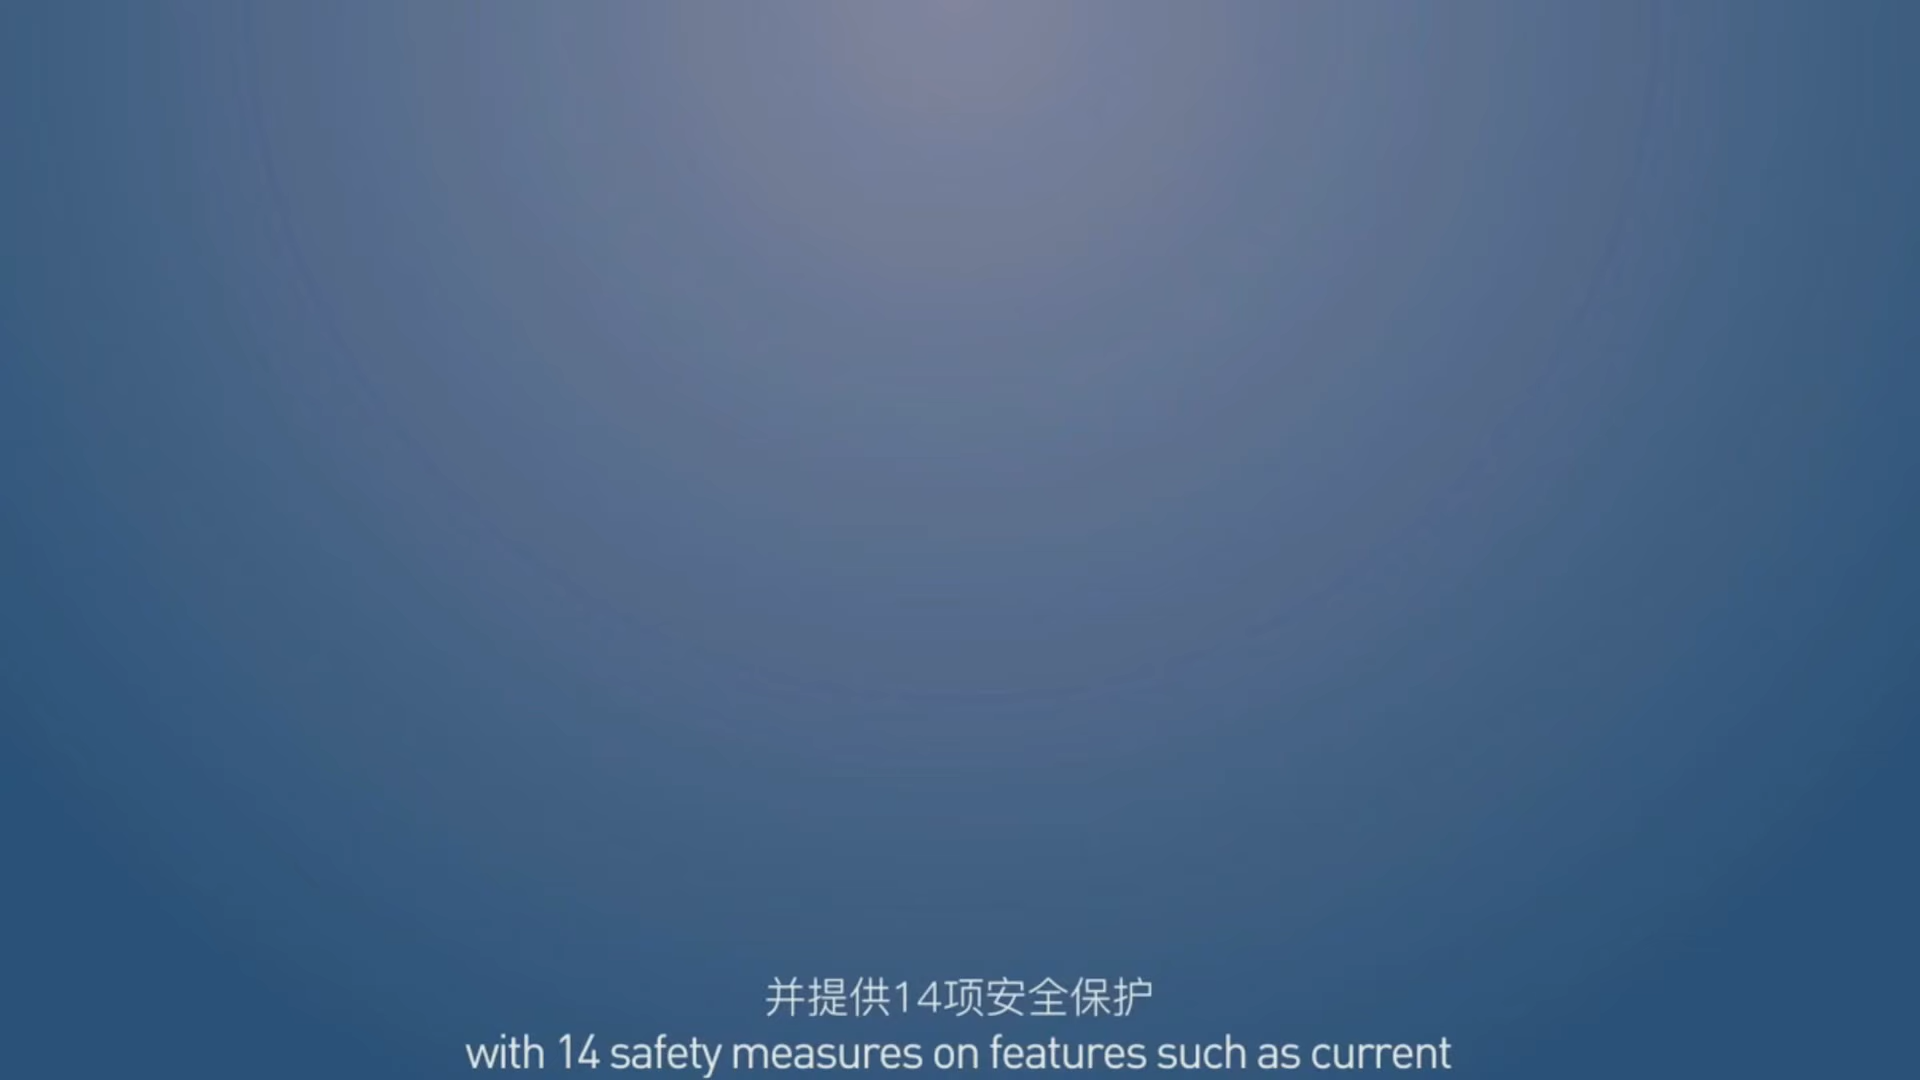 并提供14项安全保护
with 14 safety measures on features such as current